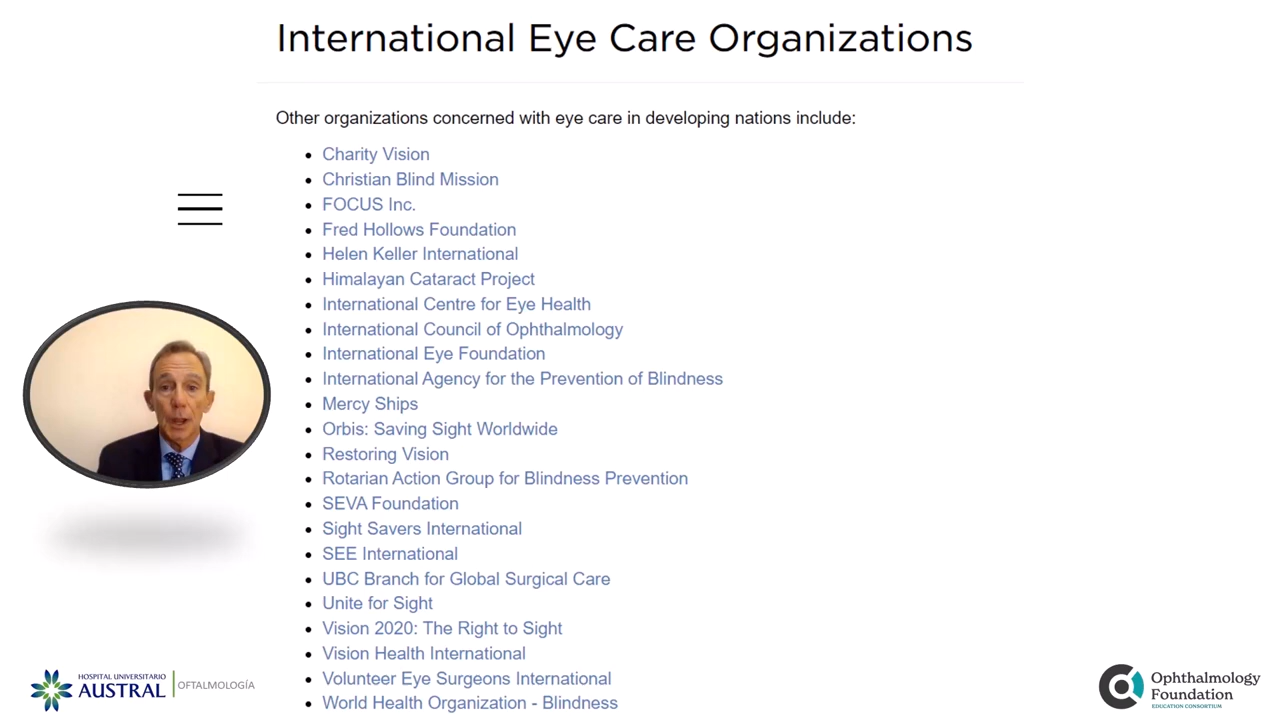 International Eye Care Organizations
Other organizations concerned with eye care in developing nations include:
Charity Vision
Christian Blind Mission
FOCUS Inc.
Fred Hollows Foundation
Helen Keller International
Himalayan Cataract Project
International Centre for Eye Health
International Council of Ophthalmology
International Eye Foundation
International Agency for the Prevention of Blindness
Mercy Ships
Orbis: Saving Sight Worldwide
Restoring Vision
Rotarian Action Group for Blindness Prevention
SEVA Foundation
Sight Savers International
SEE International
UBC Branch for Global Surgical Care
Unite for Sight
Vision 2020: The Right to Sight
Vision Health International
Volunteer Eye Surgeons International
World Health Organization - Blindness
HOSPITAL UNIVERSITARIO
AUSTRAL
OFTALMOLOGÍA
Ophthalmology
Foundation
EDUCATION CONSORTIUM